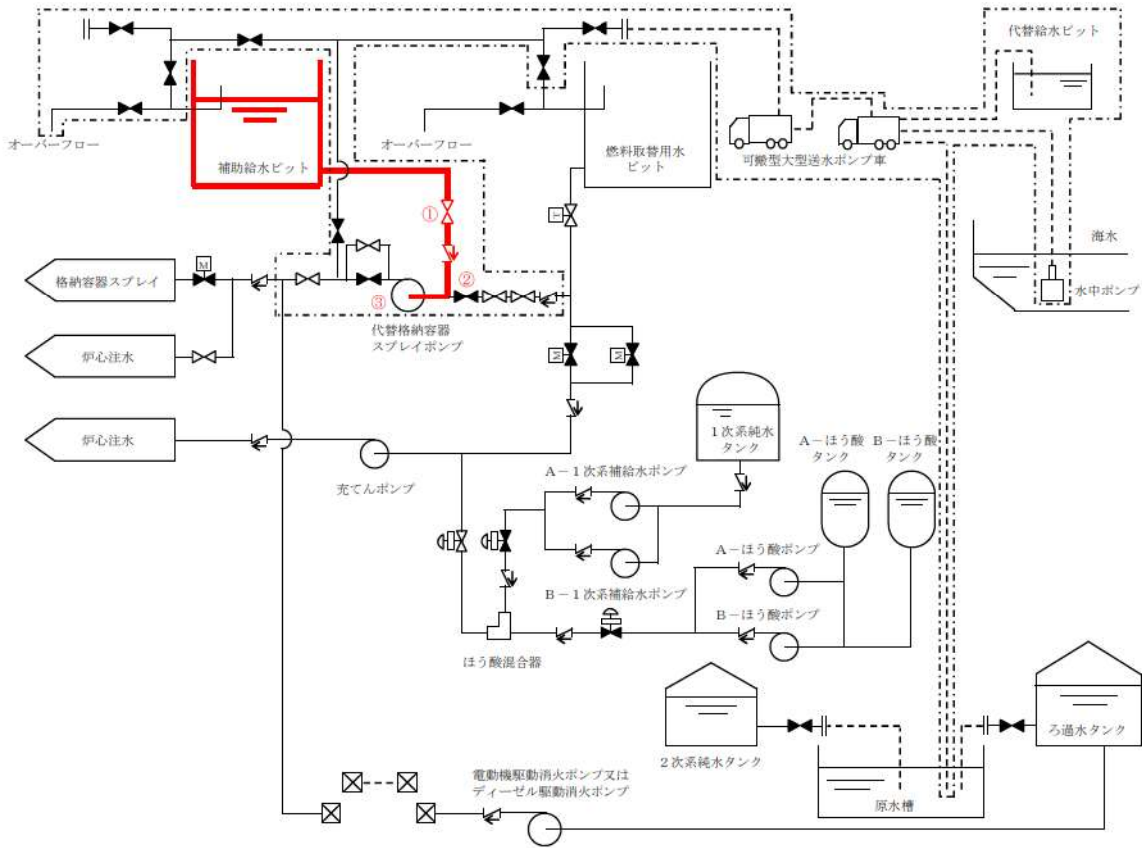 代替給水ピット
オーバーフロー
補助給水ピット
オーバーフロー
燃料取替用水
ピット
可搬型大型送水ポンプ車
①
T
海水
水中ポンプ
M
格納容器スプレイ
②
③
代替格納容器
スプレイポンプ
炉心注水
M
M
炉心注水
充てんポンプ
1次系純水
タンク
A-ほう酸
タンク
B-ほう酸
タンク
A-1次系補給水ポンプ
A-ほう酸ポンプ
B-1次系補給水ポンプ
B-ほう酸ポンプ
ほう酸混合器
2次系純水タンク
ろ過水タンク
原水槽
電動機駆動消火ポンプ又は
ディーゼル駆動消火ポンプ